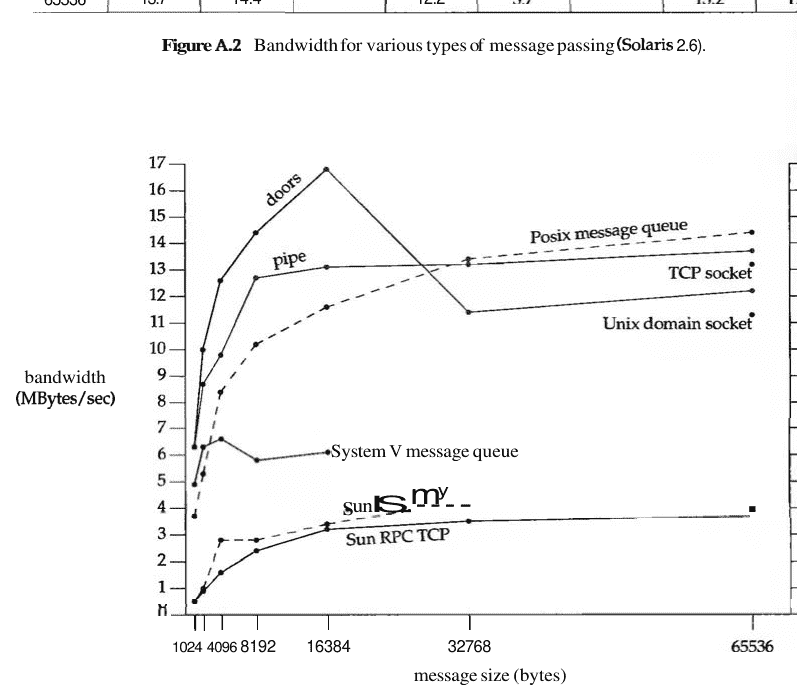 Figure A.2 Bandwidth for various types of message passing (Solaris 2.6).
17
16
15
14
13
12
11
10
9
8
7
6
5
4
3
2
1
doors
pipe
Posix message queue
TCP socket
Unix domain socket
bandwidth
(MBytes/sec)
System V message queue
Sun
Sun RPC TCP
1024 4096 8192 16384 32768 65536
message size (bytes)